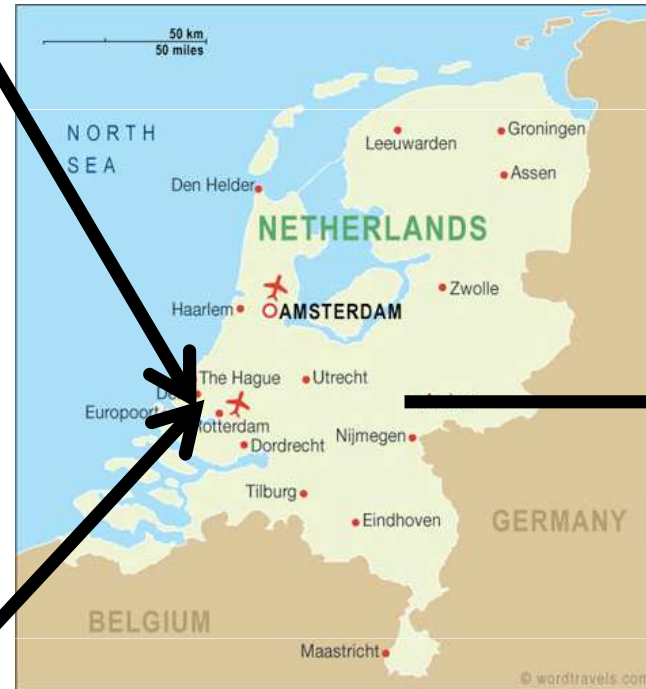 50 km
50 miles
NORTH
SEA
Leeuwarden
Groningen
Assen
Den Helder
NETHERLANDS
Zwolle
Haarlem
AMSTERDAM
The Hague
Utrecht
Europoort
Dordrecht
Nijmegen
Tilburg
Eindhoven
GERMANY
BELGIUM
Maastricht
© wordtravels.com